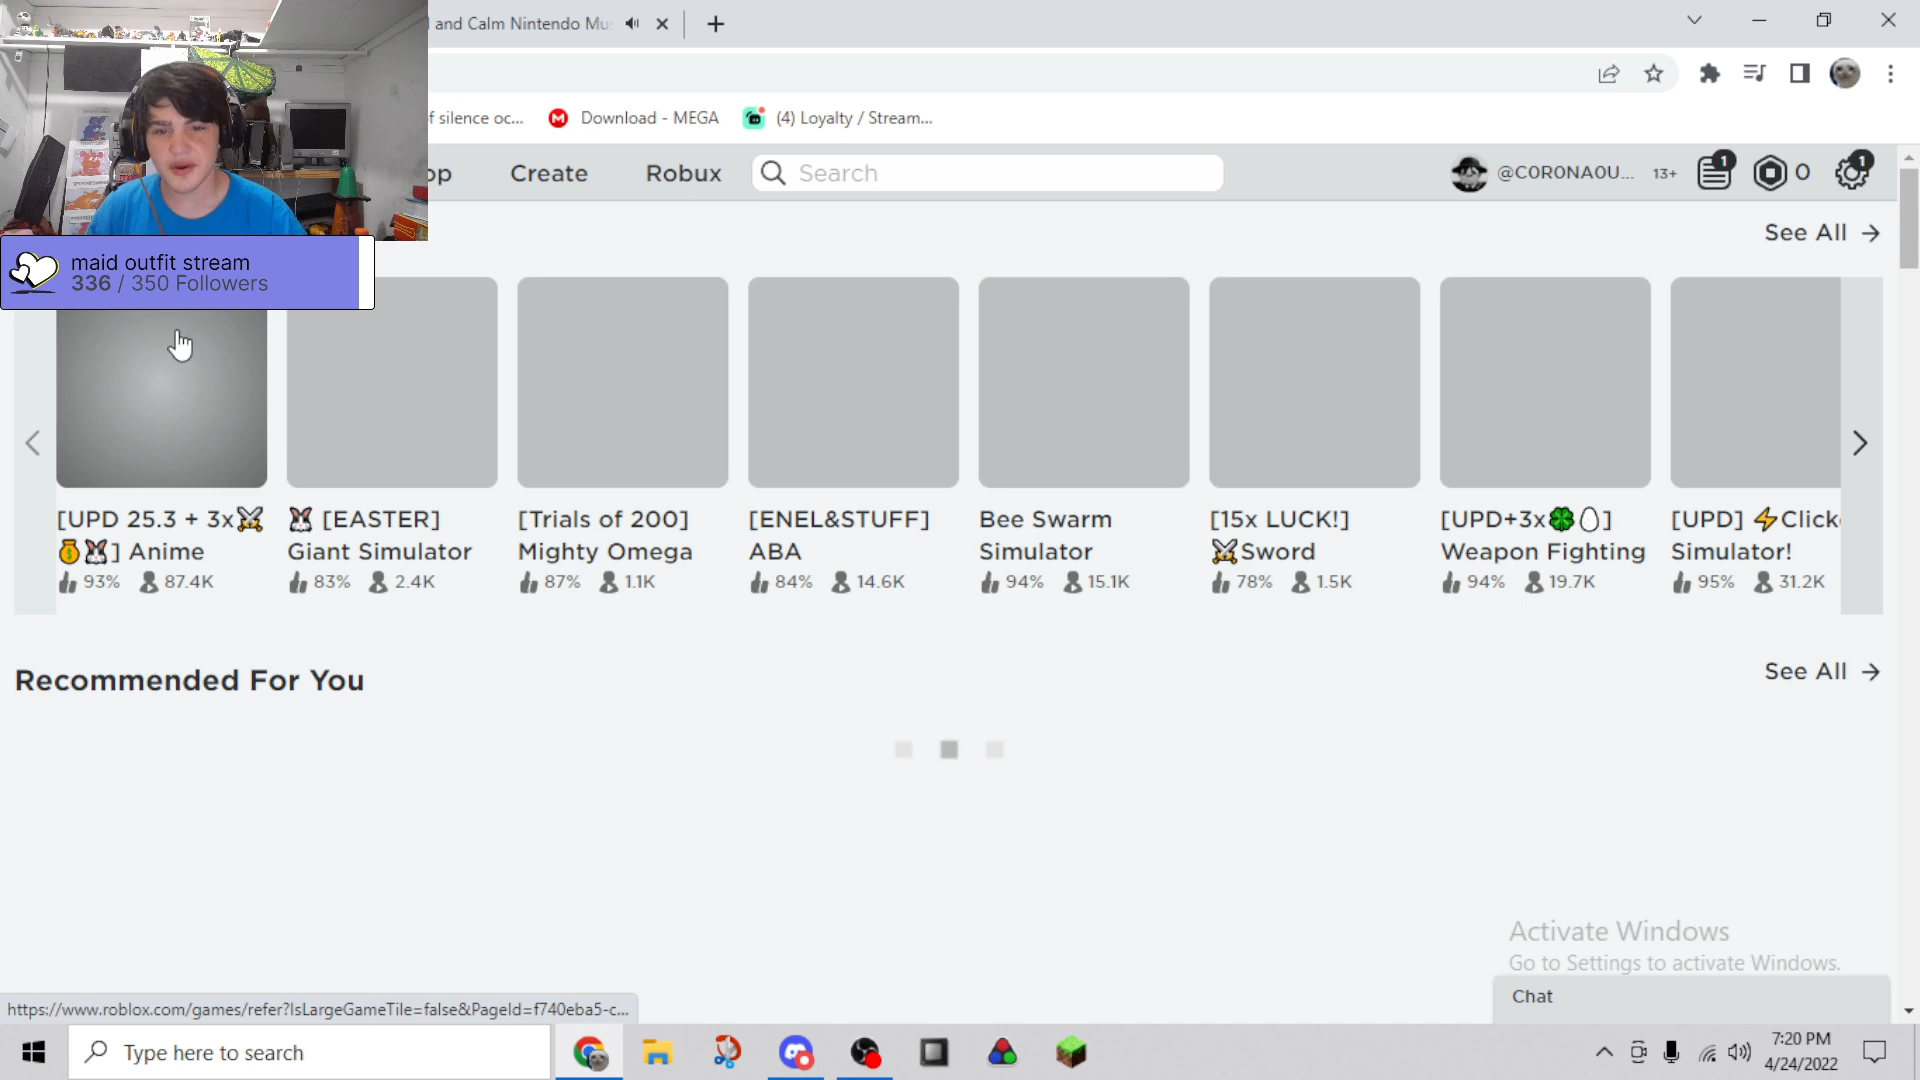 l and Calm Nintendo Mu
f silence oc...
Download - MEGA
(4) Loyalty / Stream...
op
Create
Robux
Search
@C0R0NA0U...
13+
1
0
1
See All →
maid outfit stream
336 / 350 Followers
[UPD 25.3 + 3x⚔️
💰🐰] Anime
93% 87.4K
🐰 [EASTER]
Giant Simulator
83% 2.4K
[Trials of 200]
Mighty Omega
87% 1.1K
[ENEL&STUFF]
ABA
84% 14.6K
Bee Swarm
Simulator
94% 15.1K
[15x LUCK!]
⚔️Sword
78% 1.5K
[UPD+3x🍀🥚]
Weapon Fighting
94% 19.7K
[UPD] ⚡Click
Simulator!
95% 31.2K
Recommended For You
See All →
Activate Windows
Go to Settings to activate Windows.
Chat
https://www.roblox.com/games/refer?IsLargeGameTile=false&PageId=f740eba5-c...
Type here to search
7:20 PM
4/24/2022